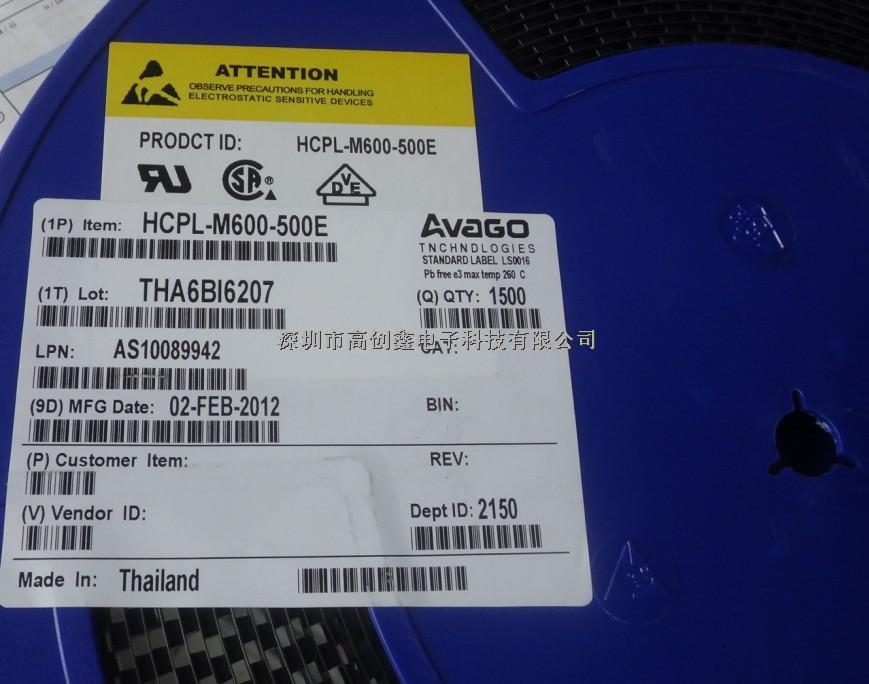 ATTENTION
OBSERVE PRECAUTIONS FOR HANDLING
ELECTROSTATIC SENSITIVE DEVICES
PRODCT ID: HCPL-M600-500E
SA ®
DVE
(1P) Item: HCPL-M600-500E
AVAGO
TNCHNDLOGIES
STANDARD LABEL LS0016
Pb free e3 max temp 260 C
(1T) Lot: THA6BI6207
(Q) QTY: 1500
深圳市高创鑫电子科技有限公司
LPN: AS10089942
CAT:
(9D) MFG Date: 02-FEB-2012
BIN:
(P) Customer Item:
REV:
(V) Vendor ID:
Dept ID: 2150
Made In: Thailand